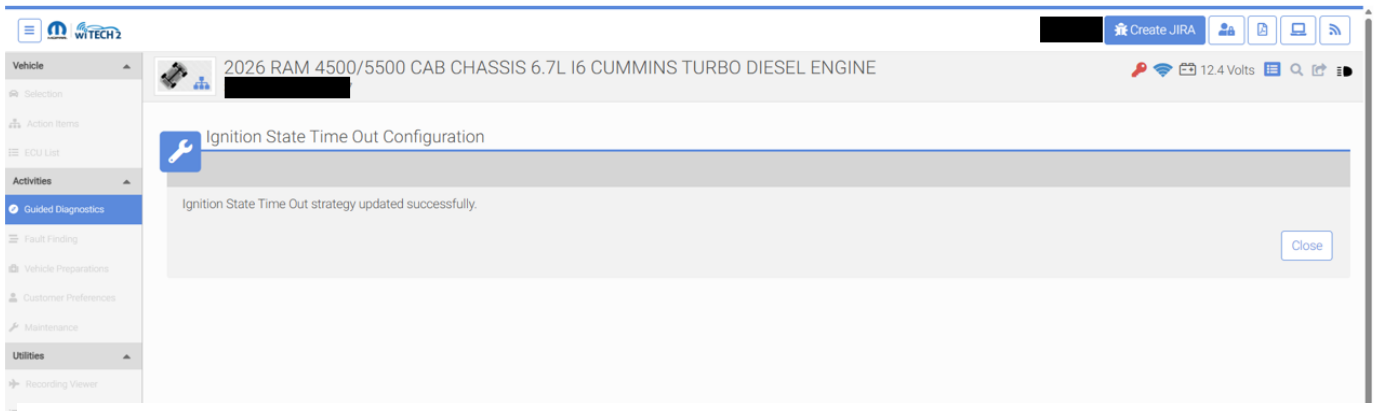 wiTECH 2
Create JIRA
Vehicle
2026 RAM 4500/5500 CAB CHASSIS 6.7L I6 CUMMINS TURBO DIESEL ENGINE
12.4 Volts
Selection
Action Items
ECU List
Ignition State Time Out Configuration
Activities
Guided Diagnostics
Ignition State Time Out strategy updated successfully.
Fault Finding
Close
Vehicle Preparations
Customer Preferences
Maintenance
Utilities
Recording Viewer